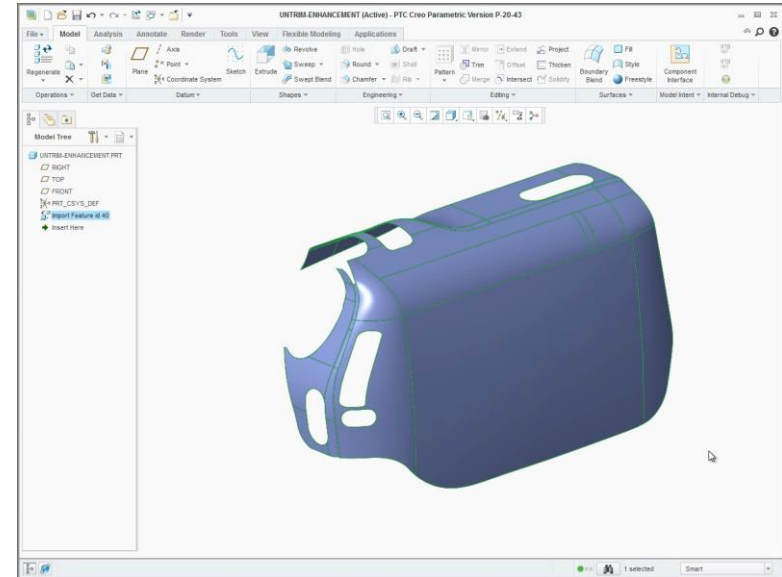 UNTRIM-ENHANCEMENT (Active) - PTC Creo Parametric Version P-20-43
File Model Analysis Annotate Render Tools View Flexible Modeling Applications
Regenerate
Operations
Get Data
Plane
Axis
Point
Coordinate System
Sketch
Datum
Extrude
Revolve
Sweep
Swept Blend
Shapes
Hole Draft
Round Shell
Chamfer Rib
Engineering
Pattern
Mirror Extend Project
Trim Offset Thicken
Merge Intersect Solidify
Editing
Boundary Blend
Fill
Style
Freestyle
Surfaces
Component Interface
Model Intent
Internal Debug
Model Tree
UNTRIM-ENHANCEMENT.PRT
RIGHT
TOP
FRONT
PRT_CSYS_DEF
Import Feature id 40
Insert Here
1 selected
Smart